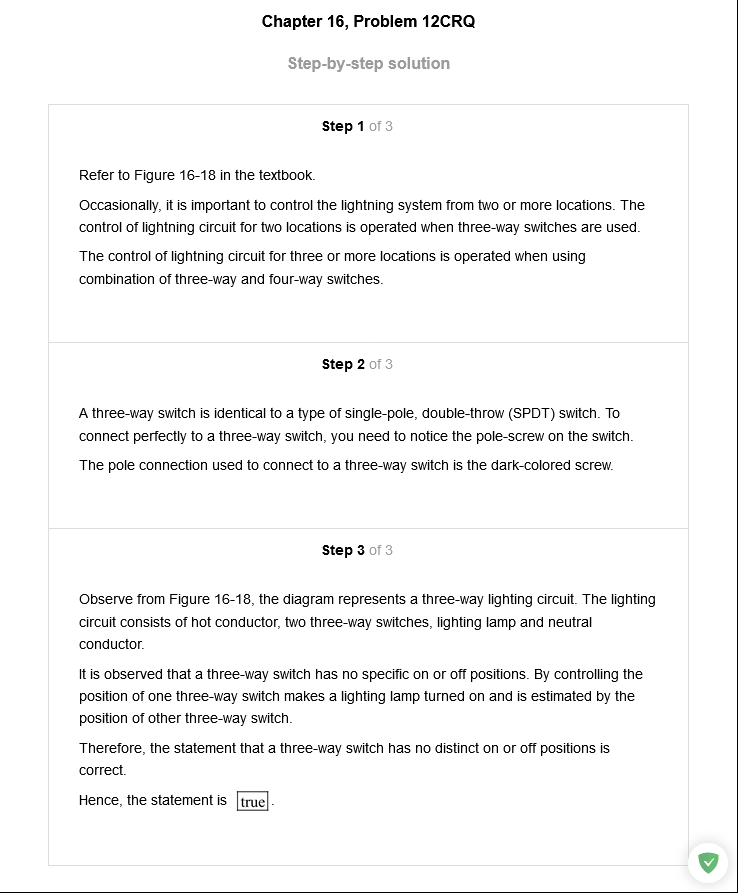 Chapter 16, Problem 12CRQ
Step-by-step solution
Step 1 of 3
Refer to Figure 16-18 in the textbook.
Occasionally, it is important to control the lightning system from two or more locations. The
control of lightning circuit for two locations is operated when three-way switches are used.
The control of lightning circuit for three or more locations is operated when using
combination of three-way and four-way switches.
Step 2 of 3
A three-way switch is identical to a type of single-pole, double-throw (SPDT) switch. To
connect perfectly to a three-way switch, you need to notice the pole-screw on the switch.
The pole connection used to connect to a three-way switch is the dark-colored screw.
Step 3 of 3
Observe from Figure 16-18, the diagram represents a three-way lighting circuit. The lighting
circuit consists of hot conductor, two three-way switches, lighting lamp and neutral
conductor.
It is observed that a three-way switch has no specific on or off positions. By controlling the
position of one three-way switch makes a lighting lamp turned on and is estimated by the
position of other three-way switch.
Therefore, the statement that a three-way switch has no distinct on or off positions is
correct.
Hence, the statement is true.